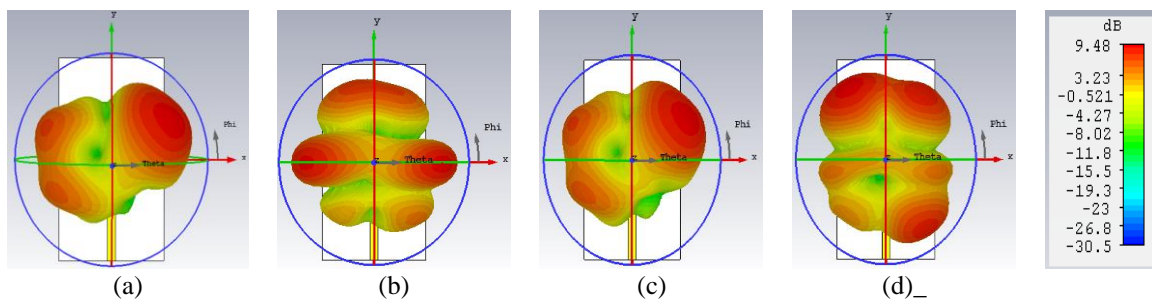 y
Phi
x
Theta
(a)
y
Phi
x
z
Theta
(b)
y
Phi
x
Theta
(c)
y
Phi
x
Theta
(d)_
dB
9.48
3.23
-0.521
-4.27
-8.02
-11.8
-15.5
-19.3
-23
-26.8
-30.5